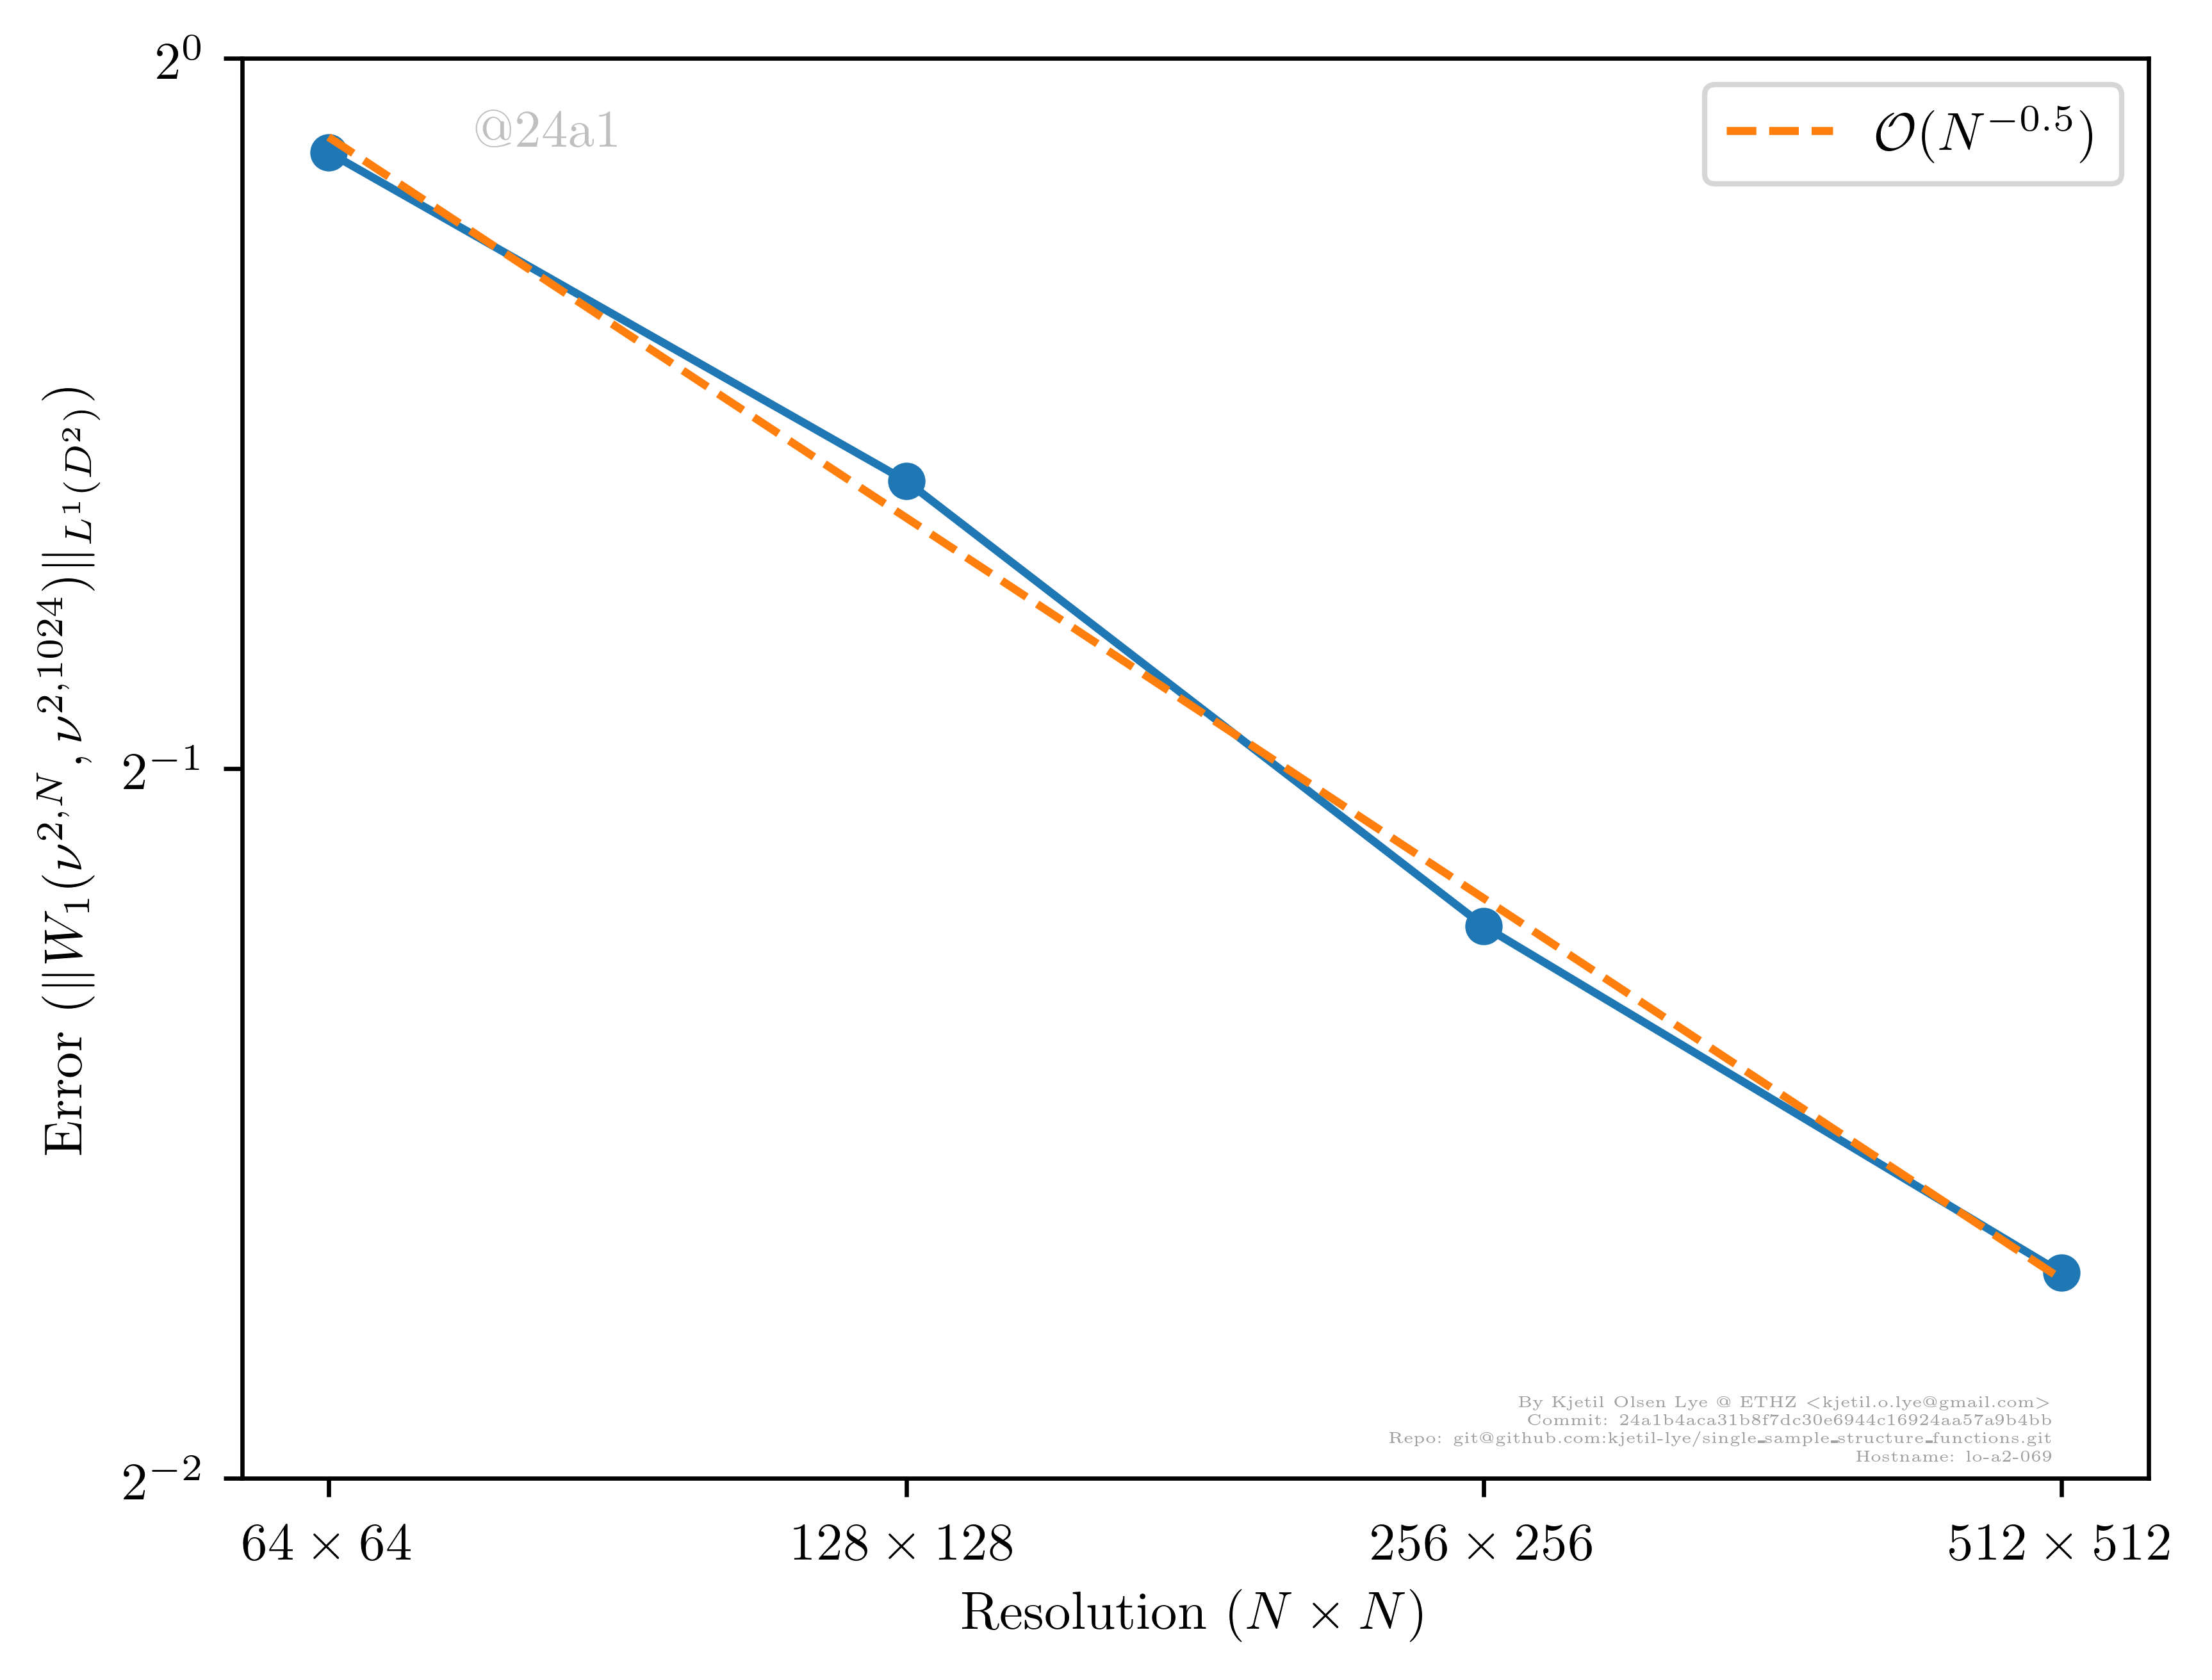 2^0
@24a1
O(N^{-0.5})
Error (||W_1(ν^{2,N}, ν^{2,1024})||_{L^1(D^2)})
2^{-1}
By Kjetil Olsen Lye @ ETHZ <kjetil.o.lye@gmail.com>
Commit: 24a1b4aca31b8f7dc30e6944c16924aa57a9b4bb
Repo: git@github.com:kjetil-lye/single_sample_structure_functions.git
Hostname: lo-a2-069
2^{-2}
64 × 64 128 × 128 256 × 256 512 × 512
Resolution (N × N)